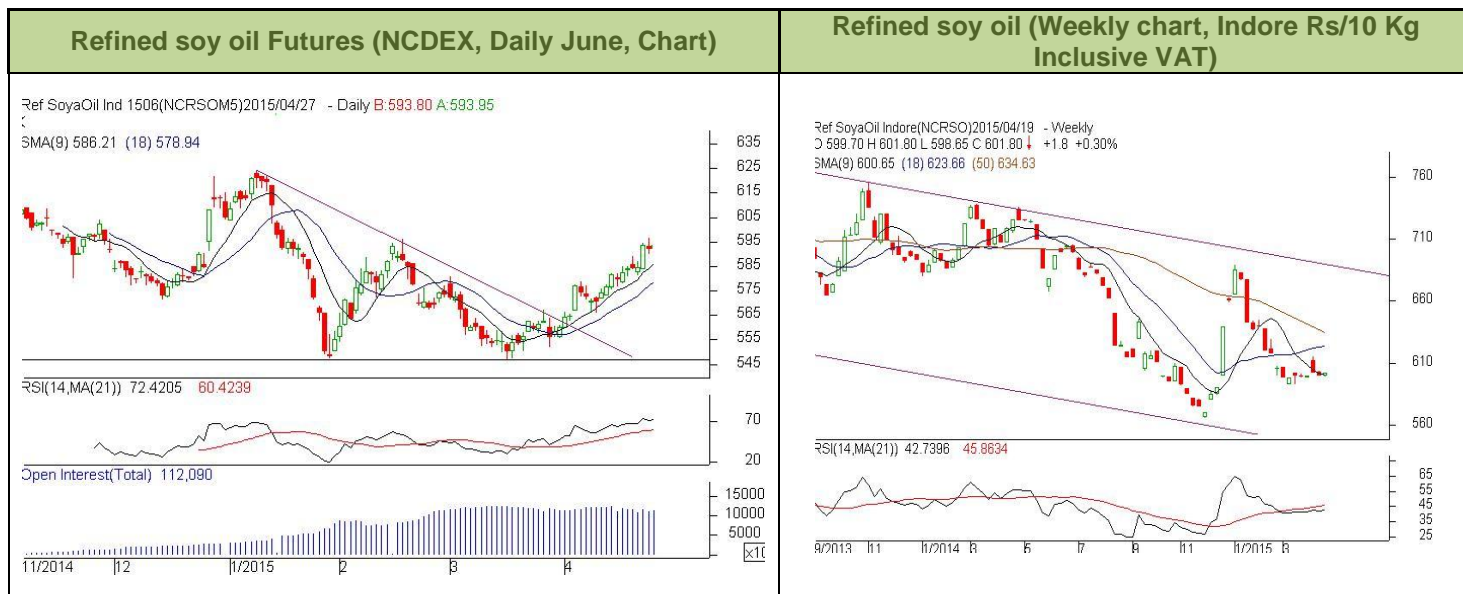 Refined soy oil Futures (NCDEX, Daily June, Chart)
Ref SoyaOil Ind 1506(NCRSOM5)2015/04/27 - Daily B:593.80 A:593.95
SMA(9) 586.21 (18) 578.94
635
625
615
605
595
585
575
565
555
545
RSI(14,MA(21)) 72.4205 60.4239
70
20
Open Interest(Total) 112,090
15000
10000
5000
x10
11/2014 12 1/2015 2 3 4
Refined soy oil (Weekly chart, Indore Rs/10 Kg
Inclusive VAT)
Ref SoyaOil Indore(NCRSO)2015/04/19 - Weekly
O 599.70 H 601.80 L 598.65 C 601.80 +1.8 +0.30%
SMA(9) 600.65 (18) 623.66 (50) 634.63
760
710
660
610
560
RSI(14,MA(21)) 42.7396 45.8634
65
55
45
35
25
9/2013 11 1/2014 3 5 7 9 11 1/2015 3